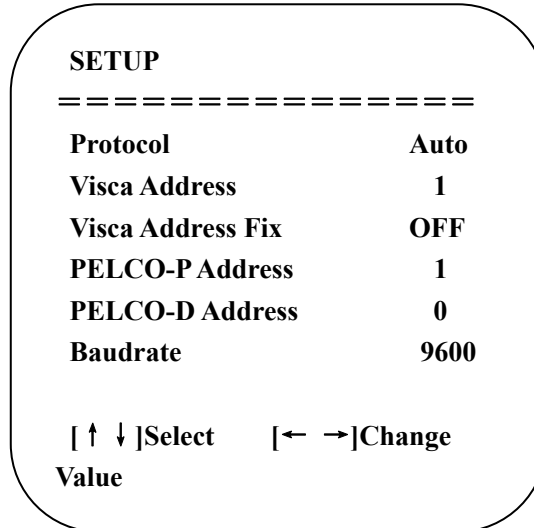 SETUP
===============
Protocol Auto
Visca Address 1
Visca Address Fix OFF
PELCO-P Address 1
PELCO-D Address 0
Baudrate 9600
[↑ ↓]Select [← →]Change
Value